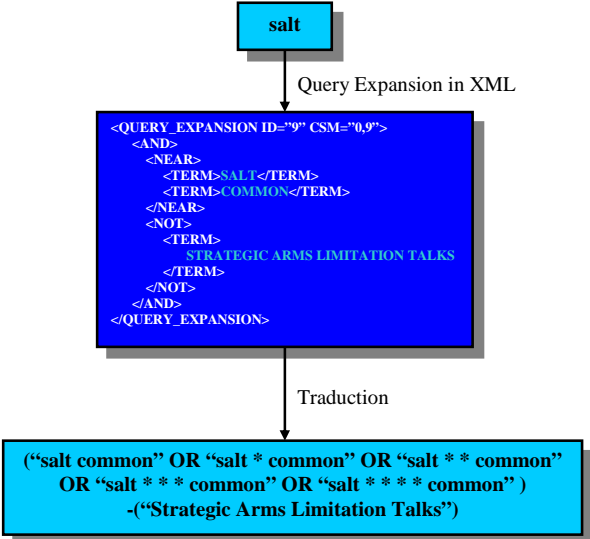 salt
Query Expansion in XML
<QUERY_EXPANSION ID=”9” CSM=”0,9”>
<AND>
<NEAR>
<TERM>SALT</TERM>
<TERM>COMMON</TERM>
</NEAR>
<NOT>
<TERM>
STRATEGIC ARMS LIMITATION TALKS
</TERM>
</NOT>
</AND>
</QUERY_EXPANSION>
Traduction
(“salt common” OR “salt * common” OR “salt * * common”
OR “salt * * * common” OR “salt * * * * common” )
-(“Strategic Arms Limitation Talks”)